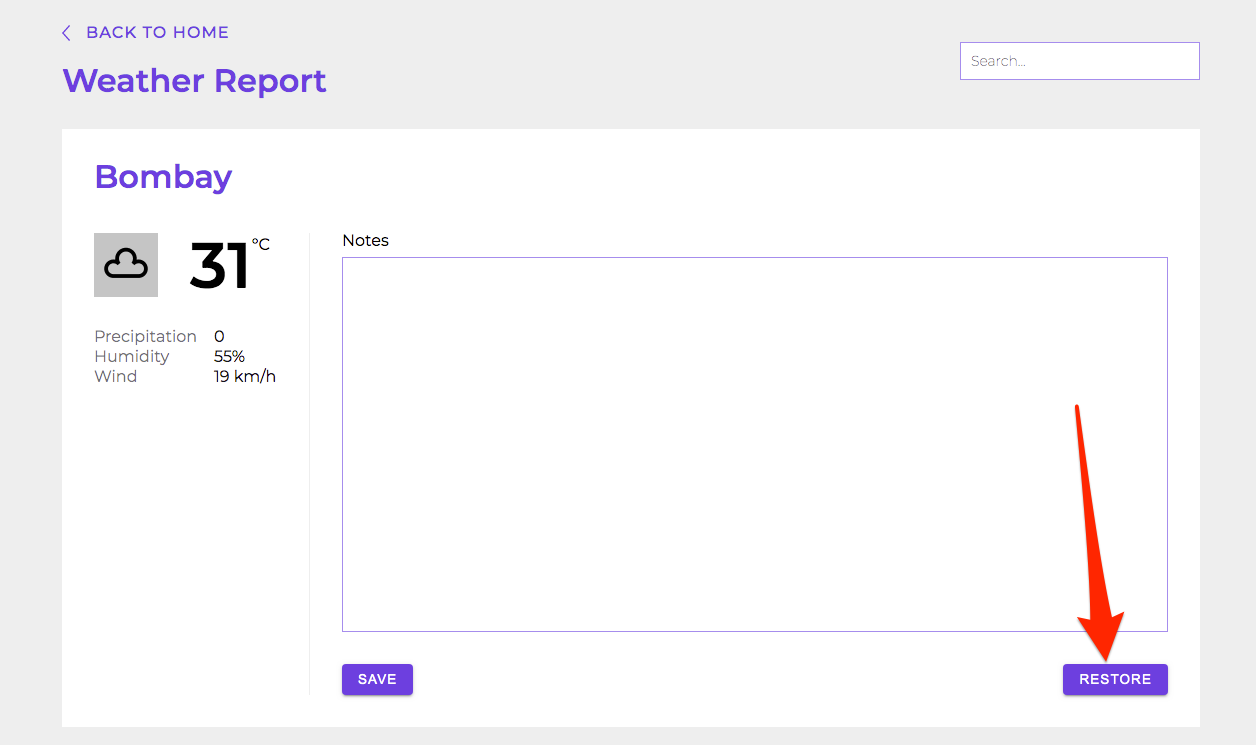 BACK TO HOME
Weather Report
Search...
Bombay
31 °C
Precipitation 0
Humidity 55%
Wind 19 km/h
Notes
SAVE
RESTORE